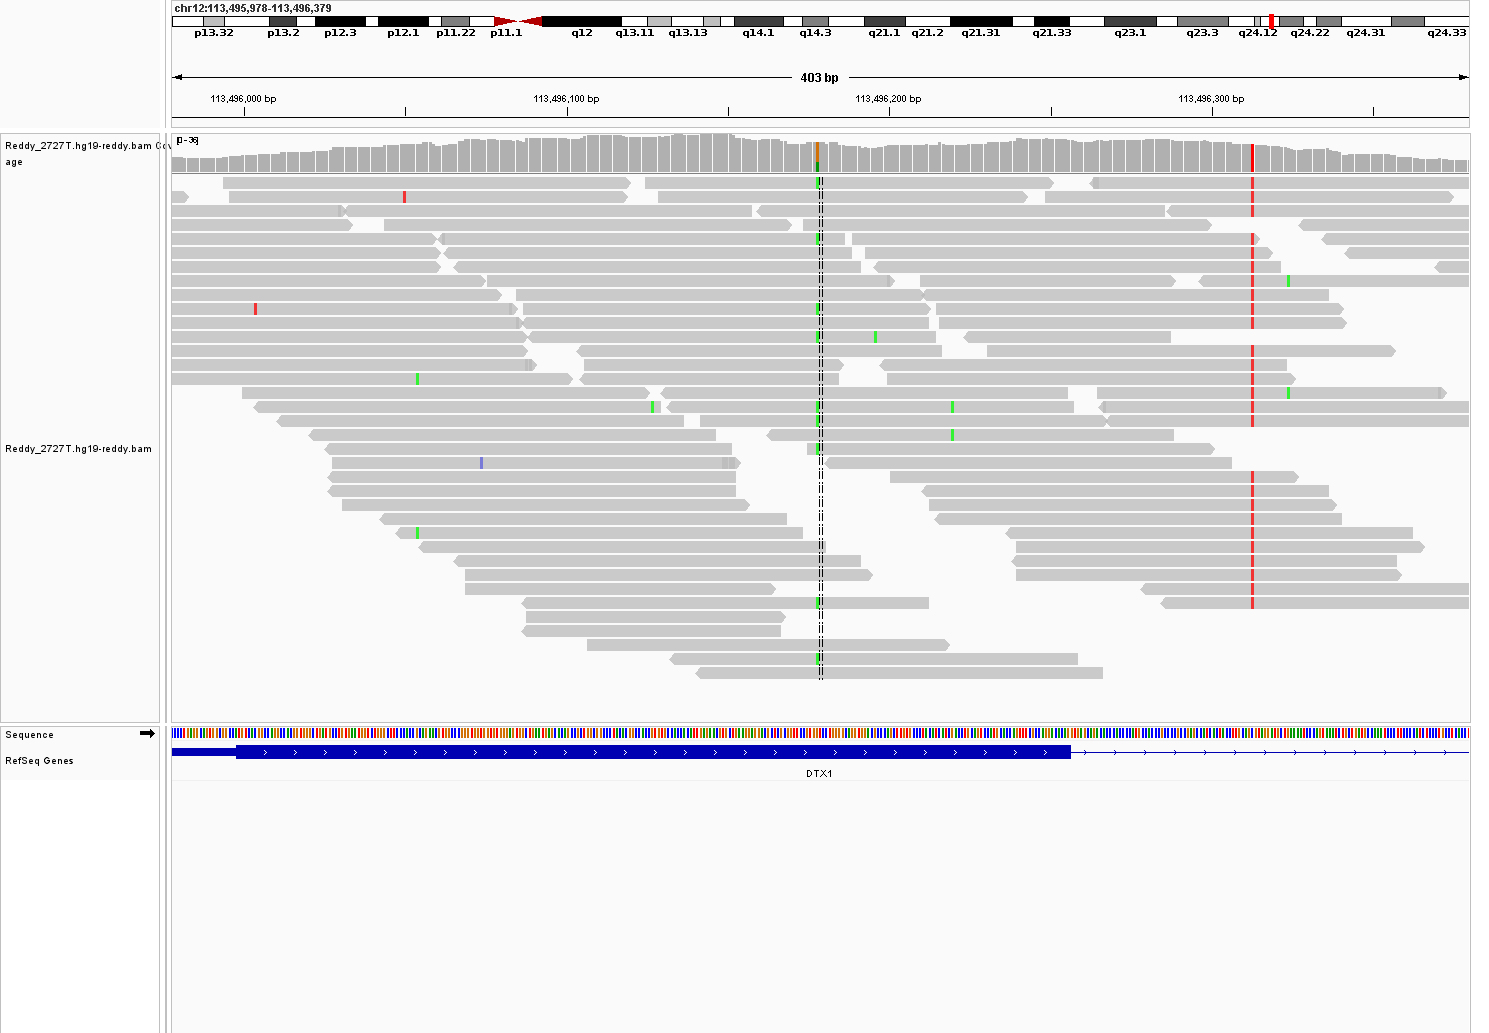 chr12:113,495,978-113,496,379
p13.32 p13.2 p12.3 p12.1 p11.22 p11.1 q12 q13.11 q13.13 q14.1 q14.3 q21.1 q21.2 q21.31 q21.33 q23.1 q23.3 q24.12 q24.22 q24.31 q24.33
403 bp
113,496,000 bp 113,496,100 bp 113,496,200 bp 113,496,300 bp
[0-36]
Reddy_2727T.hg19-reddy.bam Cov
age
Reddy_2727T.hg19-reddy.bam
Sequence
RefSeq Genes
DTX1